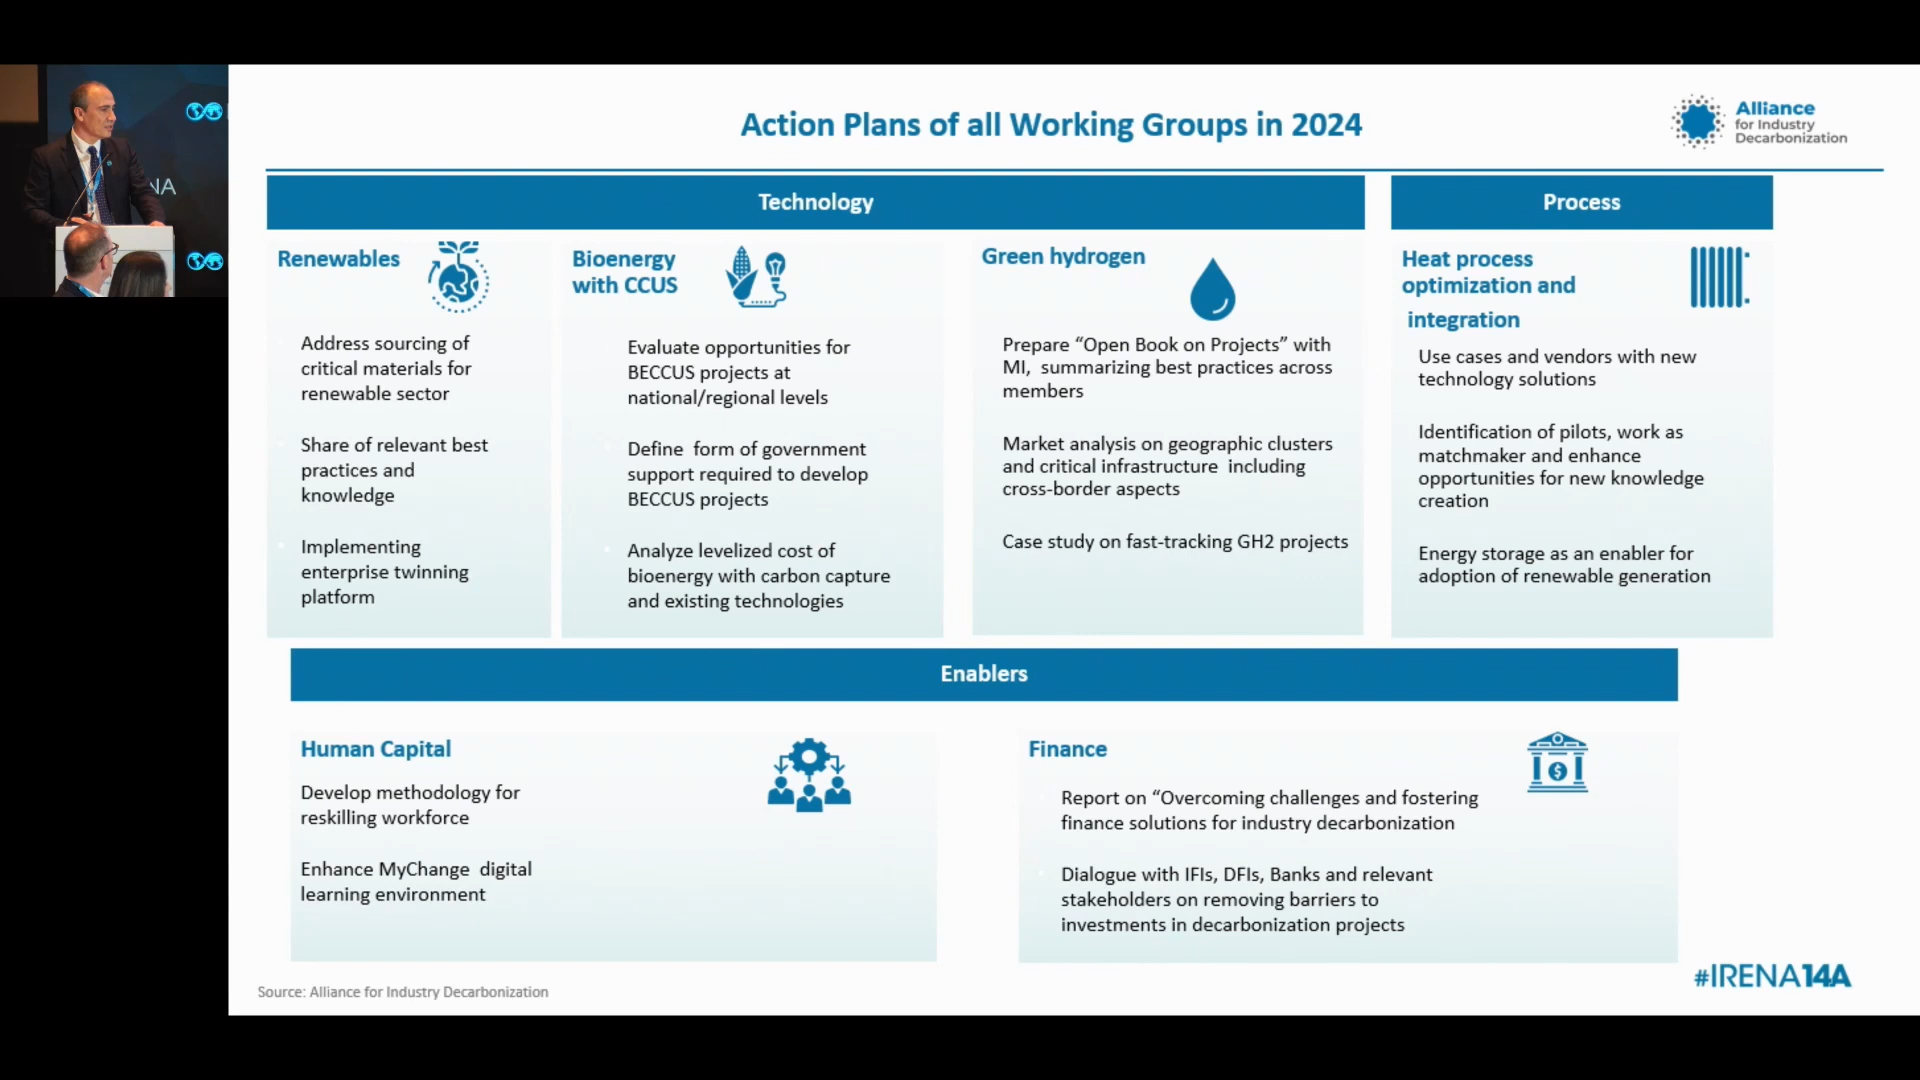 NA
Action Plans of all Working Groups in 2024
Alliance
for Industry
Decarbonization
Technology
Process
Renewables
Address sourcing of
critical materials for
renewable sector
Share of relevant best
practices and
knowledge
Implementing
enterprise twinning
platform
Bioenergy
with CCUS
Evaluate opportunities for
BECCUS projects at
national/regional levels
Define form of government
support required to develop
BECCUS projects
Analyze levelized cost of
bioenergy with carbon capture
and existing technologies
Green hydrogen
Prepare “Open Book on Projects” with
MI, summarizing best practices across
members
Market analysis on geographic clusters
and critical infrastructure including
cross-border aspects
Case study on fast-tracking GH2 projects
Heat process
optimization and
integration
Use cases and vendors with new
technology solutions
Identification of pilots, work as
matchmaker and enhance
opportunities for new knowledge
creation
Energy storage as an enabler for
adoption of renewable generation
Enablers
Human Capital
Develop methodology for
reskilling workforce
Enhance MyChange digital
learning environment
Finance
Report on “Overcoming challenges and fostering
finance solutions for industry decarbonization
Dialogue with IFIs, DFIs, Banks and relevant
stakeholders on removing barriers to
investments in decarbonization projects
Source: Alliance for Industry Decarbonization
#IRENA14A